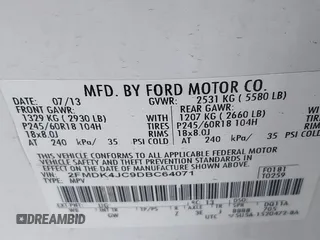 MFD. BY FORD MOTOR CO.
DATE: 07/13 GVWR: 2531 KG ( 5580 LB)
FRONT GAWR: REAR GAWR:
1329 KG ( 2930 LB) 1207 KG ( 2660 LB)
P245/60R18 104H P245/60R18 104H
18x8.0J 18x8.0J
AT 240 kPa/ 35 PSI COLD AT 240 kPa/ 35 PSI COLD
THIS VEHICLE CONFORMS TO ALL APPLICABLE FEDERAL MOTOR VEHICLE
SAFETY AND THEFT PREVENTION STANDARDS IN EFFECT ON THE DATE OF
MANUFACTURE SHOWN ABOVE.
VIN: 2FMDK4JC9DBC64071
TYPE: MPV
DREAMBID